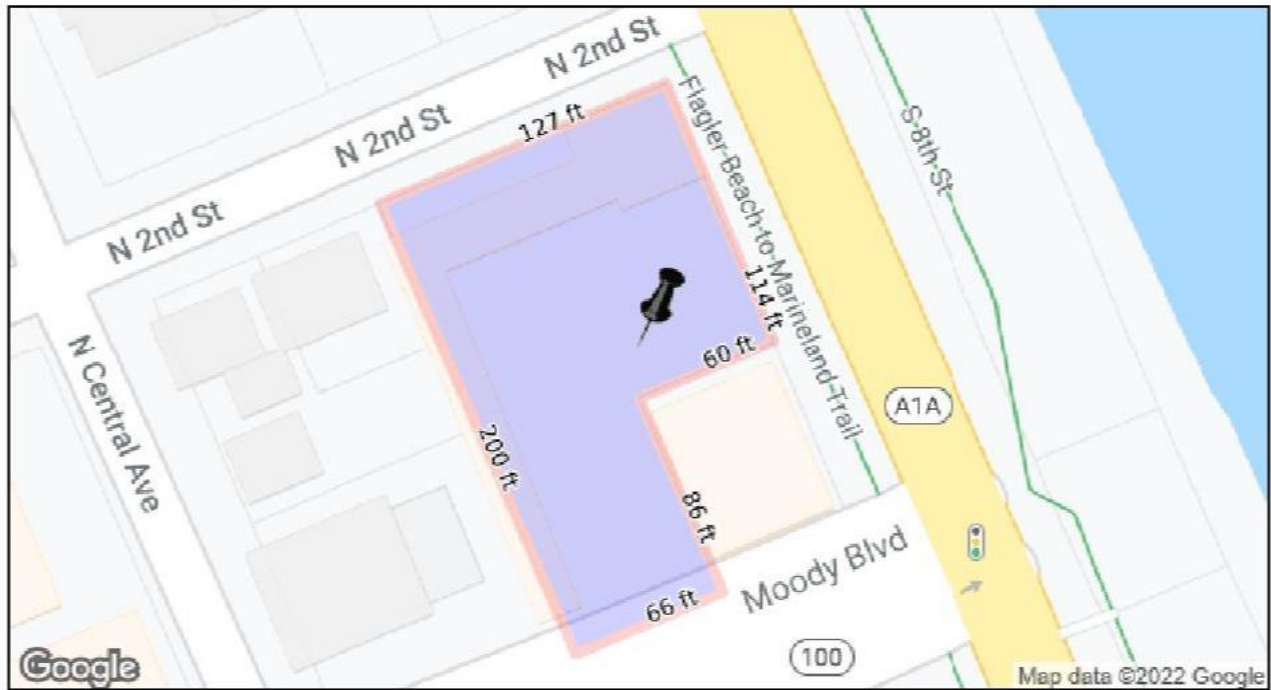 N 2nd St
127 ft
N 2nd St
N 2nd St
Flagler-Beach-to-Marineland-Trail
S-8th-St
114 ft
60 ft
N Central Ave
A1A
200 ft
86 ft
Moody Blvd
66 ft
100
Google
Map data ©2022 Google